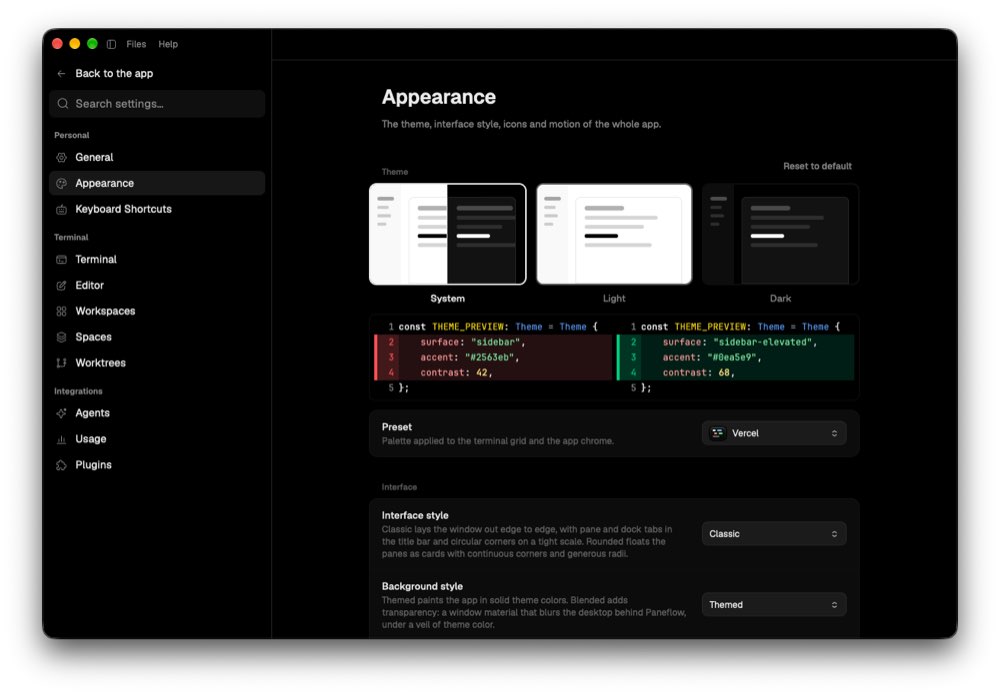 Files Help
Back to the app
Search settings...
Personal
General
Appearance
Keyboard Shortcuts
Terminal
Terminal
Editor
Workspaces
Spaces
Worktrees
Integrations
Agents
Usage
Plugins
Appearance
The theme, interface style, icons and motion of the whole app.
Theme
Reset to default
System
Light
Dark
1 const THEME_PREVIEW: Theme = Theme {
2 surface: "sidebar",
3 accent: "#2563eb",
4 contrast: 42,
5 };
1 const THEME_PREVIEW: Theme = Theme {
2 surface: "sidebar-elevated",
3 accent: "#0ea5e9",
4 contrast: 68,
5 };
Preset
Palette applied to the terminal grid and the app chrome.
Vercel
Interface
Interface style
Classic lays the window out edge to edge, with pane and dock tabs in
the title bar and circular corners on a tight scale. Rounded floats the
panes as cards with continuous corners and generous radii.
Classic
Background style
Themed paints the app in solid theme colors. Blended adds
transparency: a window material that blurs the desktop behind Paneflow,
under a veil of theme color.
Themed